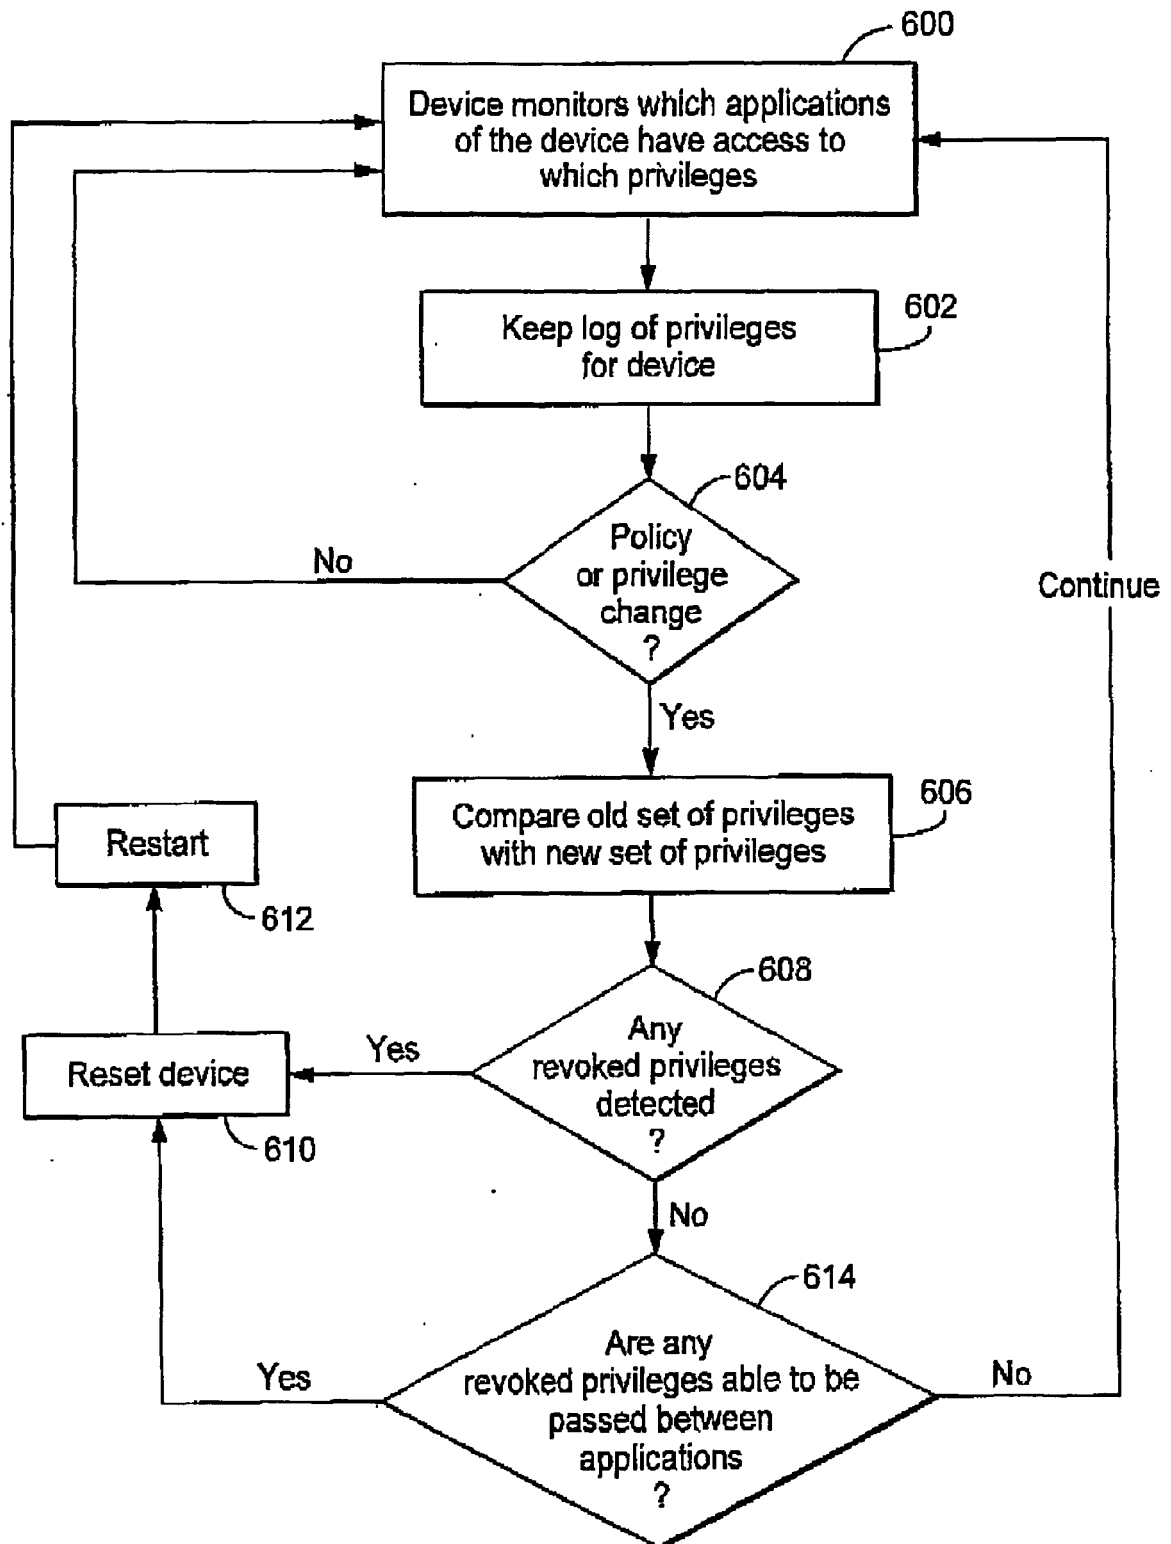 600
Device monitors which applications
of the device have access to
which privileges
602
Keep log of privileges
for device
604
Policy
or privilege
change
?
No
Continue
Yes
606
Compare old set of privileges
with new set of privileges
Restart
612
608
Any
revoked privileges
detected
?
Yes
Reset device
610
No
614
Are any
revoked privileges able to be
passed between
applications
?
Yes
No